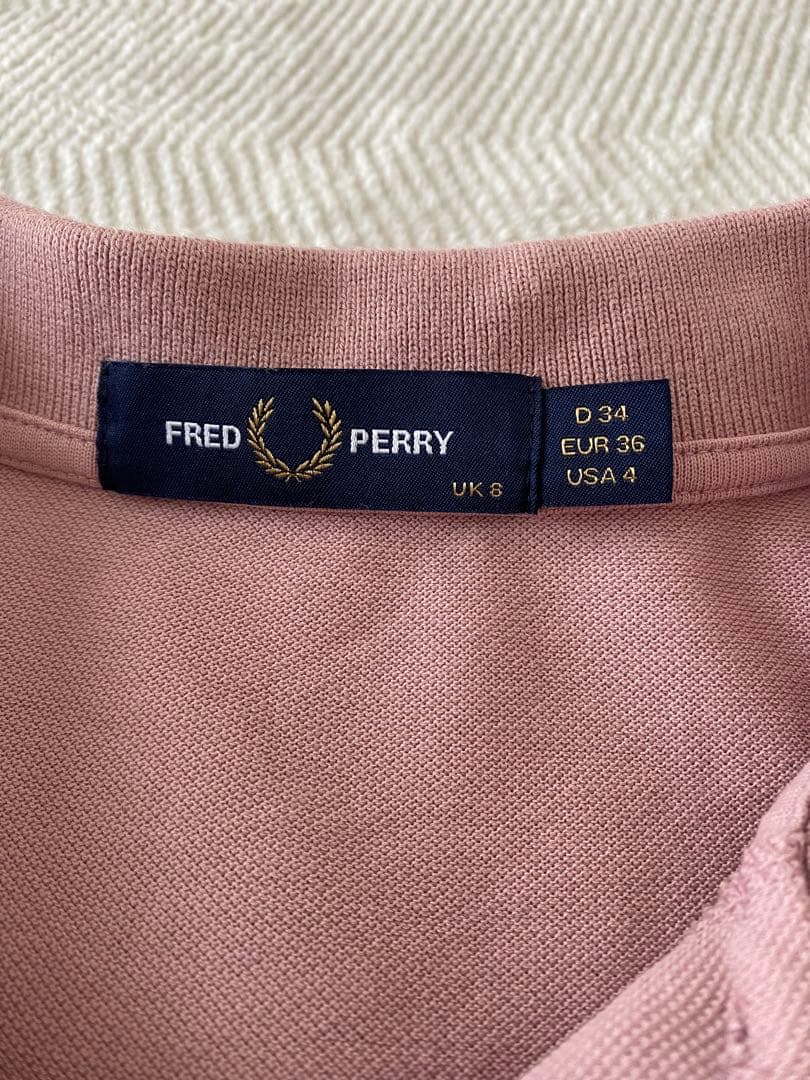 FRED PERRY
UK 8
D 34
EUR 36
USA 4